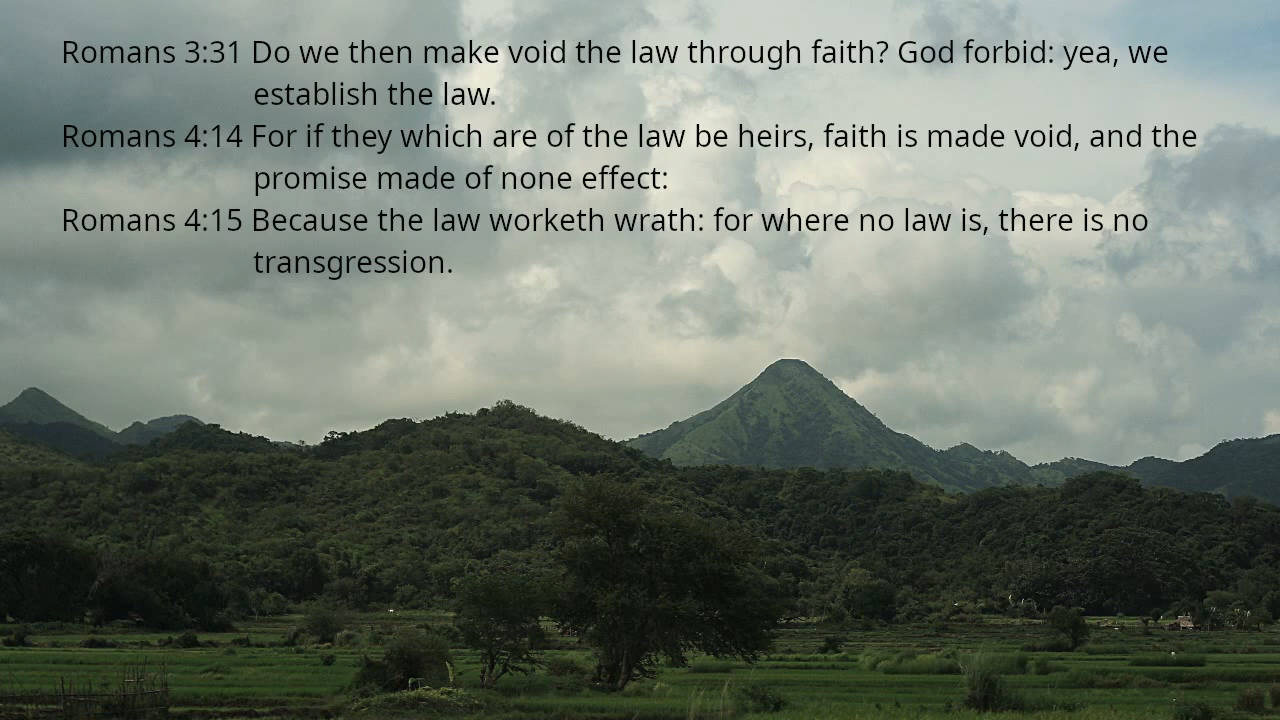 Romans 3:31 Do we then make void the law through faith? God forbid: yea, we
establish the law.
Romans 4:14 For if they which are of the law be heirs, faith is made void, and the
promise made of none effect:
Romans 4:15 Because the law worketh wrath: for where no law is, there is no
transgression.